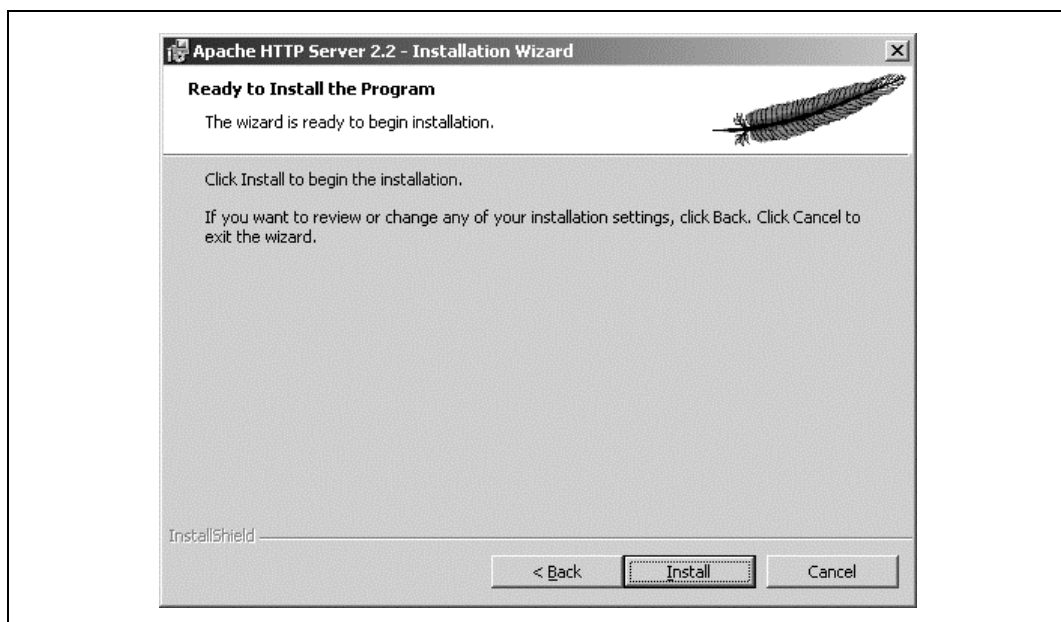 Apache HTTP Server 2.2 - Installation Wizard
Ready to Install the Program
The wizard is ready to begin installation.
Click Install to begin the installation.
If you want to review or change any of your installation settings, click Back. Click Cancel to
exit the wizard.
InstallShield
< Back
Install
Cancel